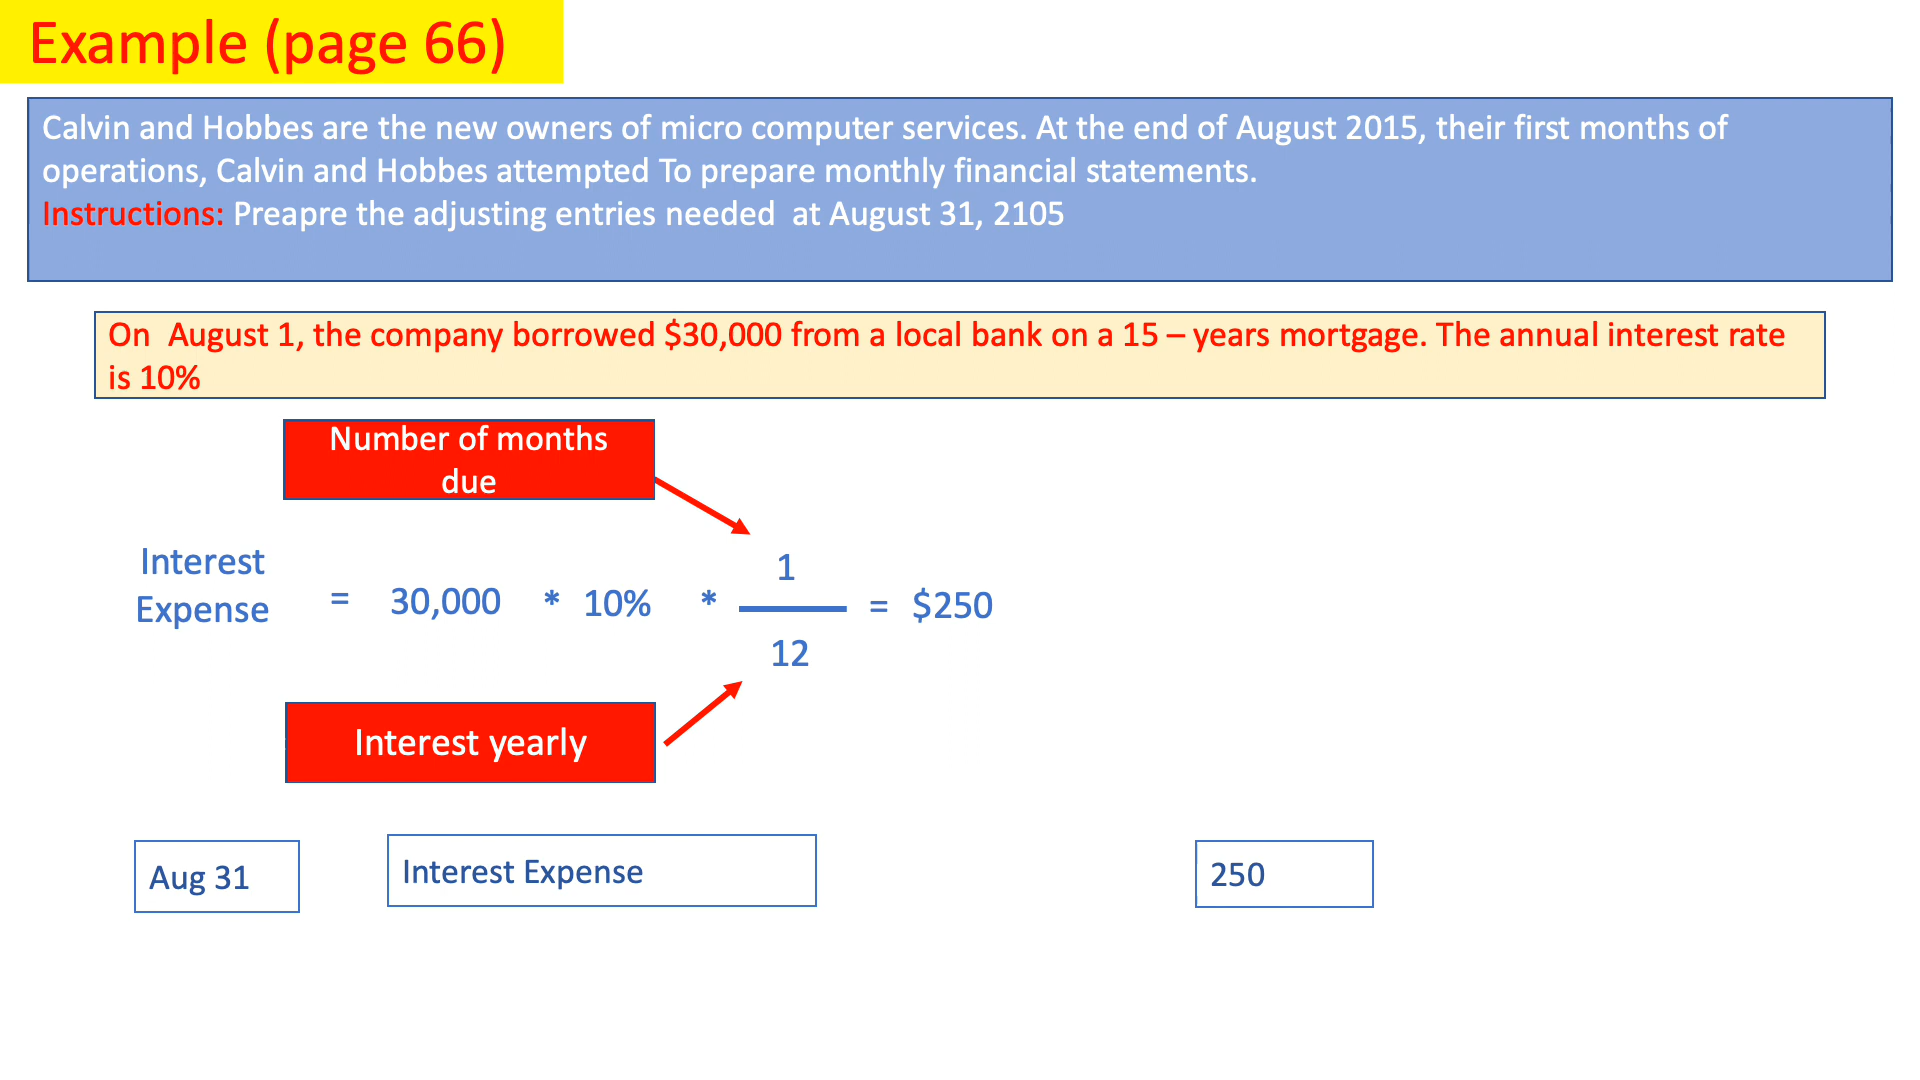 Example (page 66)
Calvin and Hobbes are the new owners of micro computer services. At the end of August 2015, their first months of
operations, Calvin and Hobbes attempted To prepare monthly financial statements.
Instructions: Preapre the adjusting entries needed  at August 31, 2105
On  August 1, the company borrowed $30,000 from a local bank on a 15 – years mortgage. The annual interest rate
is 10%
Number of months
due
Interest
Expense
= 30,000 * 10% * 1
12
= $250
Interest yearly
Aug 31
Interest Expense
250